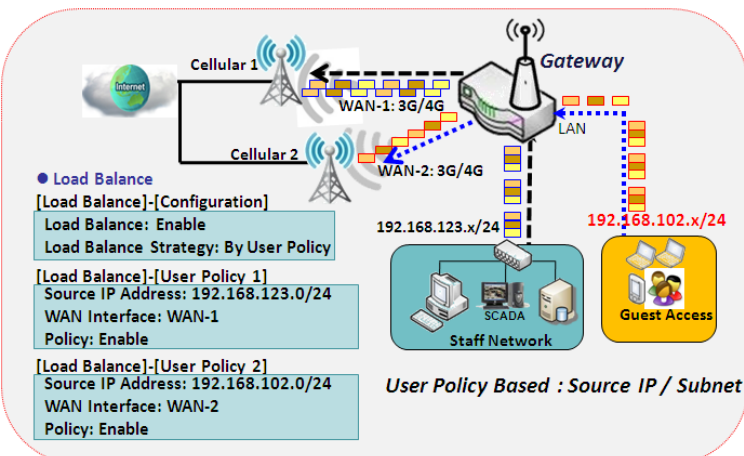 Cellular 1
Gateway
Internet
WAN-1: 3G/4G
LAN
Cellular 2
WAN-2: 3G/4G
● Load Balance
[Load Balance]-[Configuration]
Load Balance: Enable
Load Balance Strategy: By User Policy
192.168.123.x/24
192.168.102.x/24
[Load Balance]-[User Policy 1]
Source IP Address: 192.168.123.0/24
WAN Interface: WAN-1
Policy: Enable
SCADA
Staff Network
Guest Access
[Load Balance]-[User Policy 2]
Source IP Address: 192.168.102.0/24
WAN Interface: WAN-2
Policy: Enable
User Policy Based : Source IP / Subnet